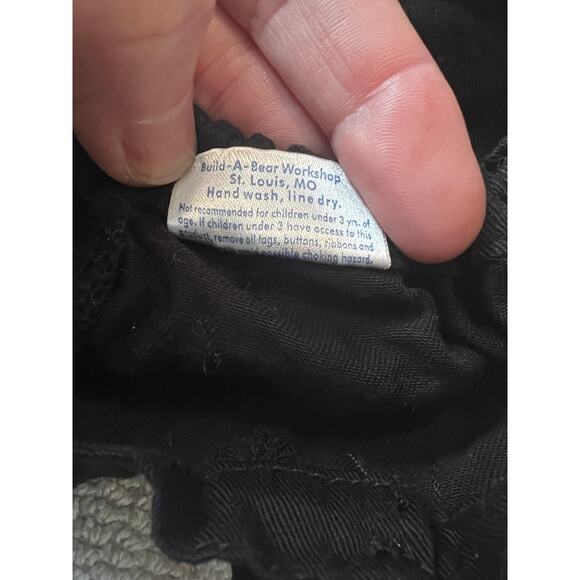 Build-A-Bear Workshop
St. Louis, MO
Hand wash, line dry.
Not recommended for children under 3 yrs. of
age. If children under 3 have access to this
product, remove all tags, buttons, ribbons and
possible choking hazard.